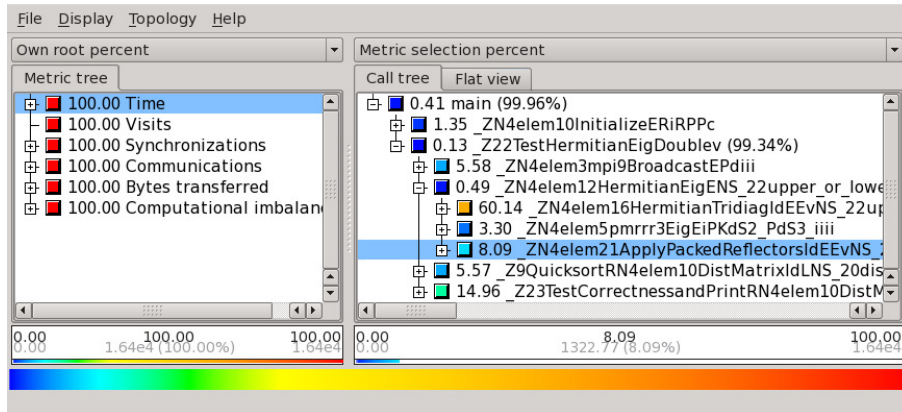 File Display Topology Help
Own root percent
Metric selection percent
Metric tree
Call tree Flat view
100.00 Time
100.00 Visits
100.00 Synchronizations
100.00 Communications
100.00 Bytes transferred
100.00 Computational imbalan
0.41 main (99.96%)
1.35 _ZN4elem10InitializeERiRPPc
0.13 _Z22TestHermitianEigDoublev (99.34%)
5.58 _ZN4elem3mpi9BroadcastEPdiii
0.49 _ZN4elem12HermitianEigENS_22upper_or_lowe
60.14 _ZN4elem16HermitianTridiagIdEEvNS_22up
3.30 _ZN4elem5pmrrr3EigEiPKdS2_PdS3_iiii
8.09 _ZN4elem21ApplyPackedReflectorsIdEEvNS_2
5.57 _Z9QuicksortRN4elem10DistMatrixIdLNS_20dis
14.96 _Z23TestCorrectnessandPrintRN4elem10DistM
0.00 100.00 100.00
0.00 1.64e4 (100.00%) 1.64e4
0.00 8.09 100.00
0.00 1322.77 (8.09%) 1.64e4